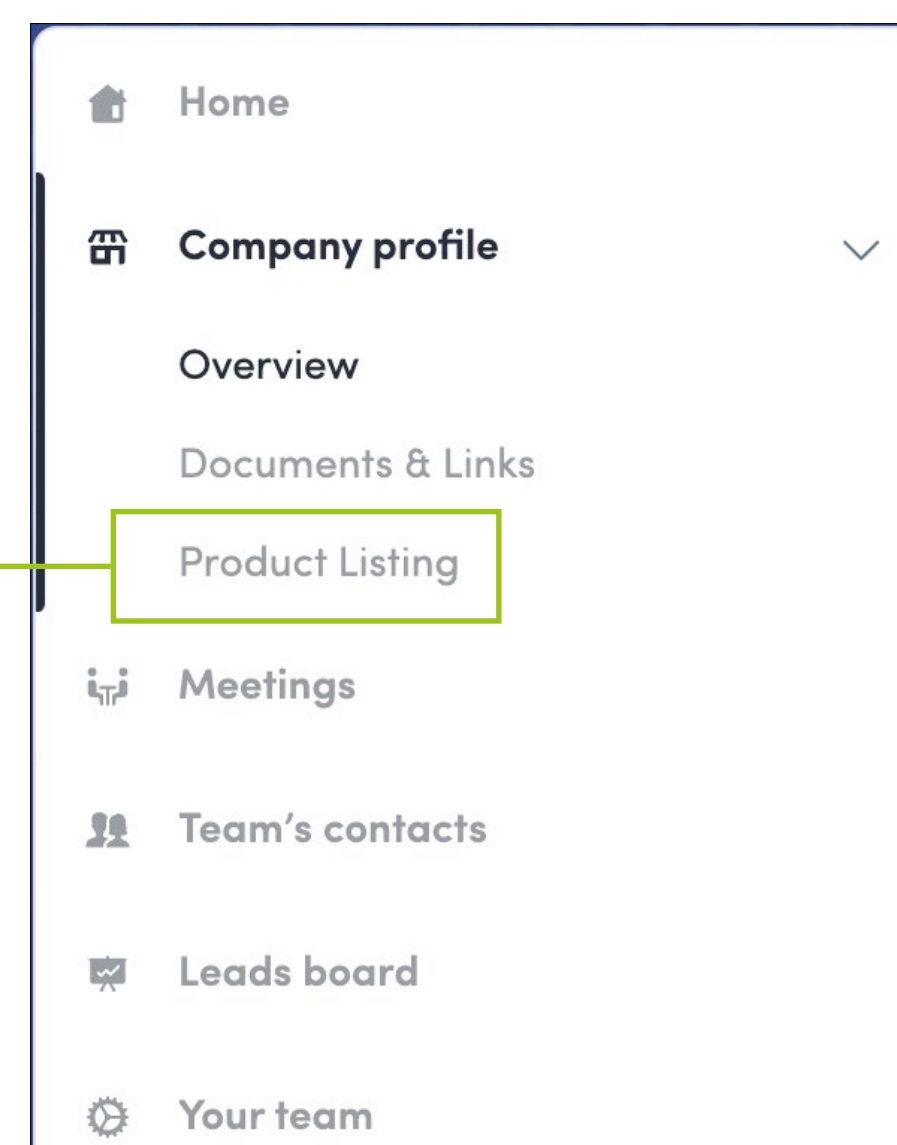 Home
Company profile
Overview
Documents & Links
Product Listing
Meetings
Team’s contacts
Leads board
Your team